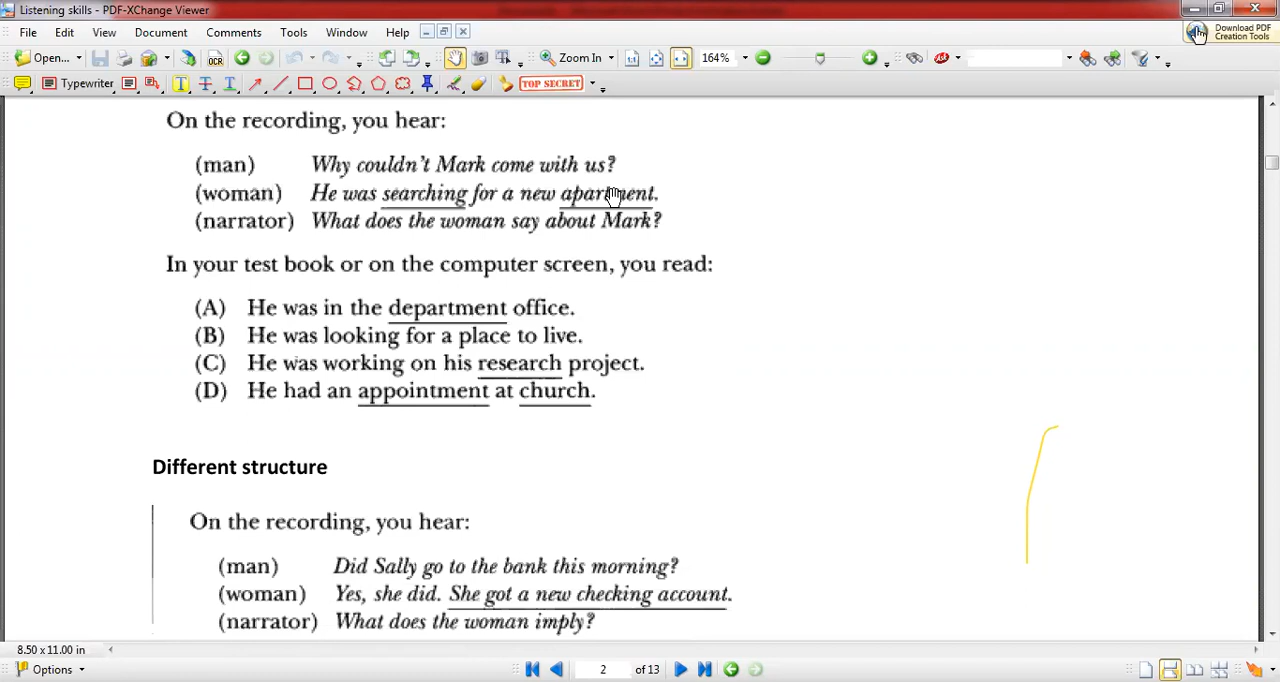 Listening skills - PDF-XChange Viewer
File Edit View Document Comments Tools Window Help
Download PDF
Creation Tools
Open... OCR Zoom In 164%
Typewriter TOP SECRET
On the recording, you hear:
(man) Why couldn't Mark come with us?
(woman) He was searching for a new apartment.
(narrator) What does the woman say about Mark?
In your test book or on the computer screen, you read:
(A) He was in the department office.
(B) He was looking for a place to live.
(C) He was working on his research project.
(D) He had an appointment at church.
Different structure
On the recording, you hear:
(man) Did Sally go to the bank this morning?
(woman) Yes, she did. She got a new checking account.
(narrator) What does the woman imply?
8.50 x 11.00 in
Options 2 of 13